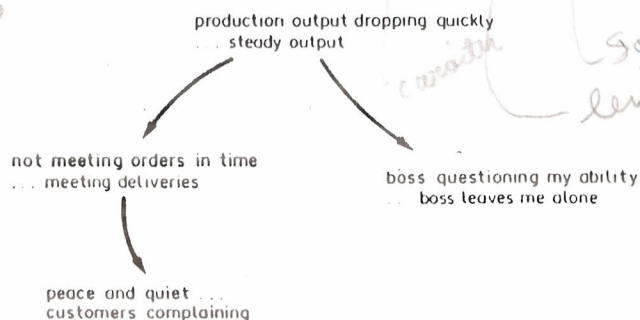 production output dropping quickly
... steady output
not meeting orders in time
... meeting deliveries
boss questioning my ability
.. boss leaves me alone
peace and quiet ...
customers complaining